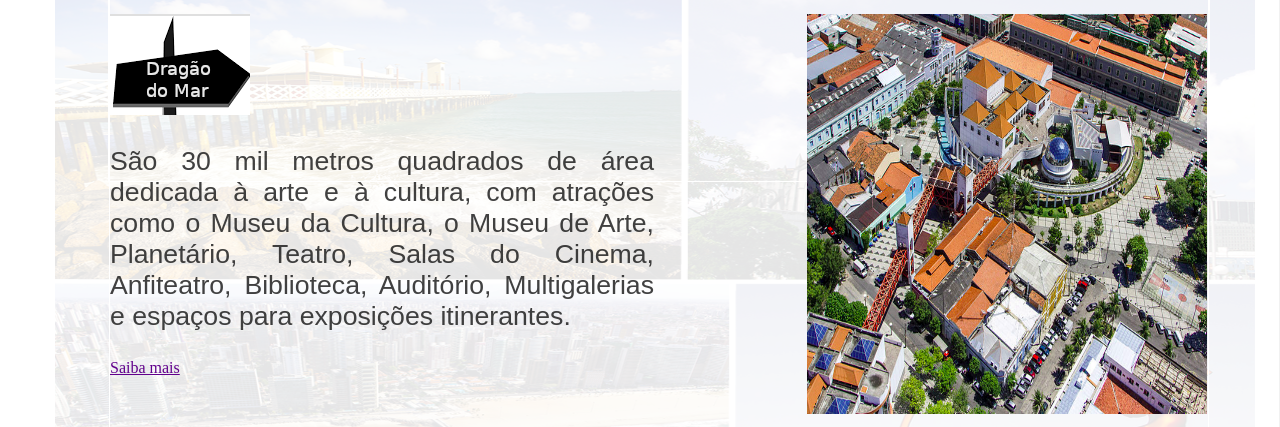 Dragão
do Mar
São 30 mil metros quadrados de área
dedicada à arte e à cultura, com atrações
como o Museu da Cultura, o Museu de Arte,
Planetário, Teatro, Salas do Cinema,
Anfiteatro, Biblioteca, Auditório, Multigalerias
e espaços para exposições itinerantes.
Saiba mais